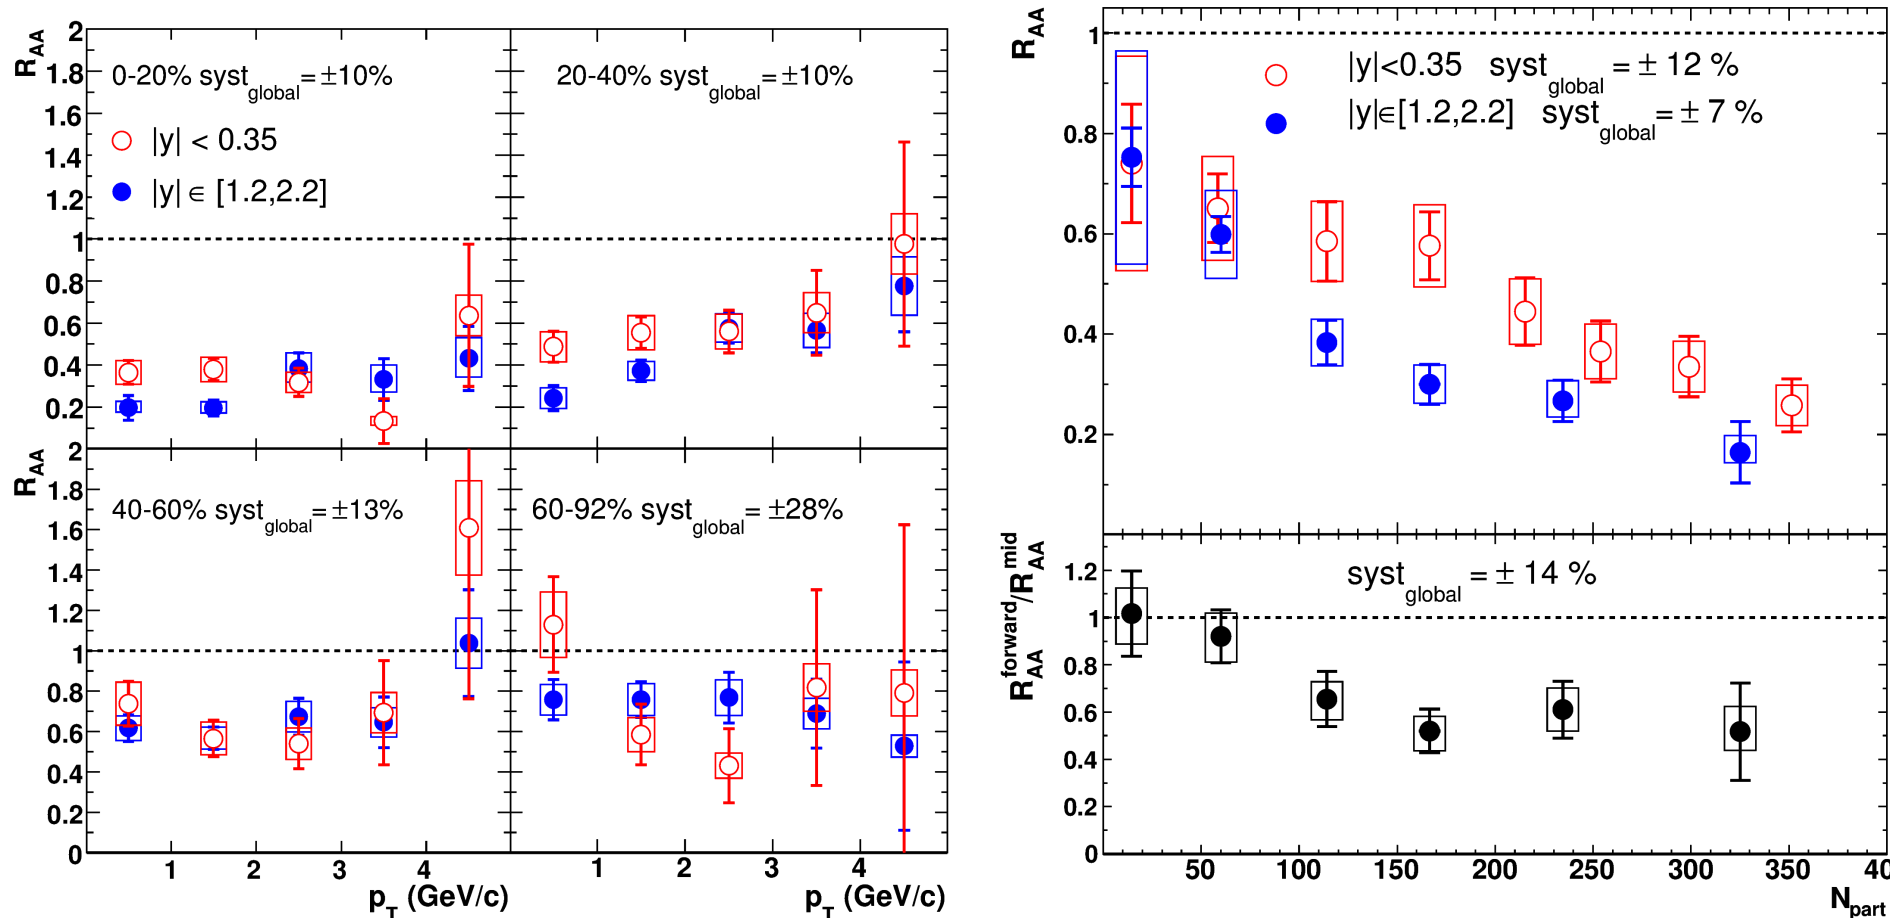 R_AA
2
1.8
1.6
1.4
1.2
1
0.8
0.6
0.4
0.2
0-20% syst_global = ±10%
|y| < 0.35
|y| ∈ [1.2,2.2]
20-40% syst_global = ±10%
R_AA
2
1.8
1.6
1.4
1.2
1
0.8
0.6
0.4
0.2
0
40-60% syst_global = ±13%
60-92% syst_global = ±28%
1 2 3 4
p_T (GeV/c)
1 2 3 4
p_T (GeV/c)
R_AA
1
0.8
0.6
0.4
0.2
|y|<0.35 syst_global = ± 12 %
|y|∈[1.2,2.2] syst_global = ± 7 %
R_AA^forward/R_AA^mid
1.2
1
0.8
0.6
0.4
0.2
0
syst_global = ± 14 %
50 100 150 200 250 300 350 40
N_part